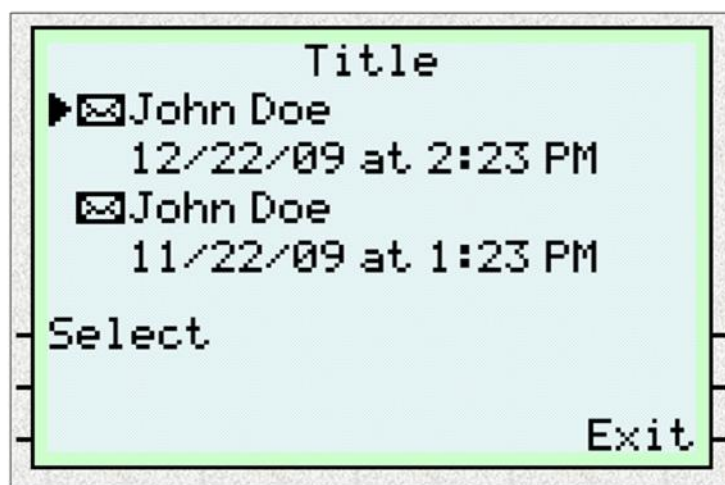 Title
John Doe
12/22/09 at 2:23 PM
John Doe
11/22/09 at 1:23 PM
Select
Exit